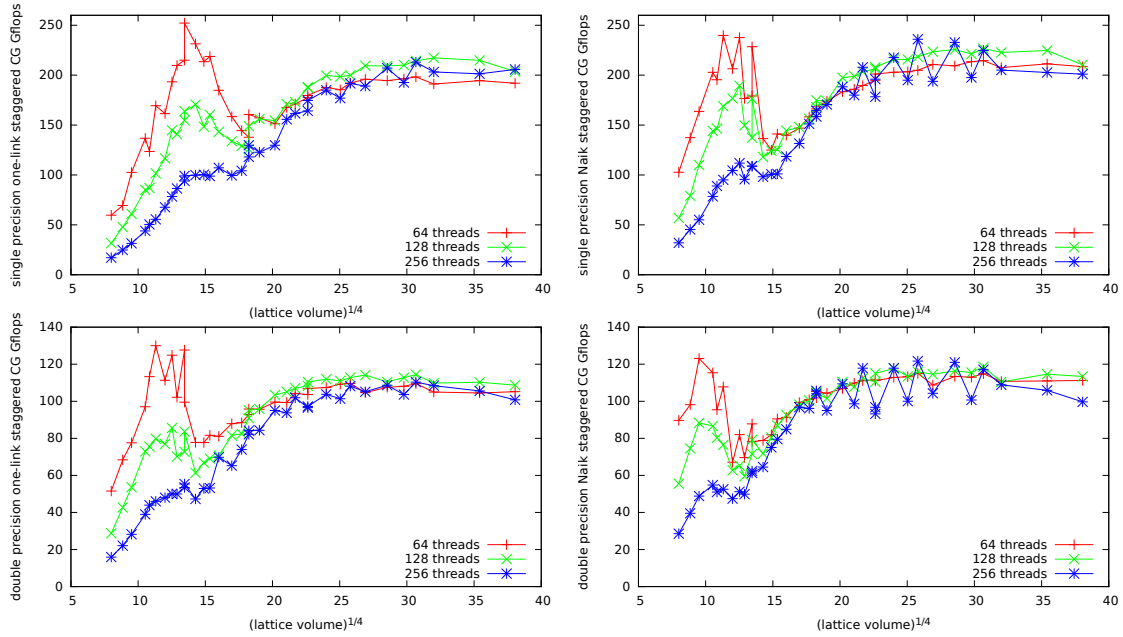 single precision one-link staggered CG Gflops
250
200
150
100
50
0
64 threads
128 threads
256 threads
5 10 15 20 25 30 35 40
(lattice volume)^1/4
single precision Naik staggered CG Gflops
250
200
150
100
50
0
64 threads
128 threads
256 threads
5 10 15 20 25 30 35 40
(lattice volume)^1/4
double precision one-link staggered CG Gflops
140
120
100
80
60
40
20
0
64 threads
128 threads
256 threads
5 10 15 20 25 30 35 40
(lattice volume)^1/4
double precision Naik staggered CG Gflops
140
120
100
80
60
40
20
0
64 threads
128 threads
256 threads
5 10 15 20 25 30 35 40
(lattice volume)^1/4